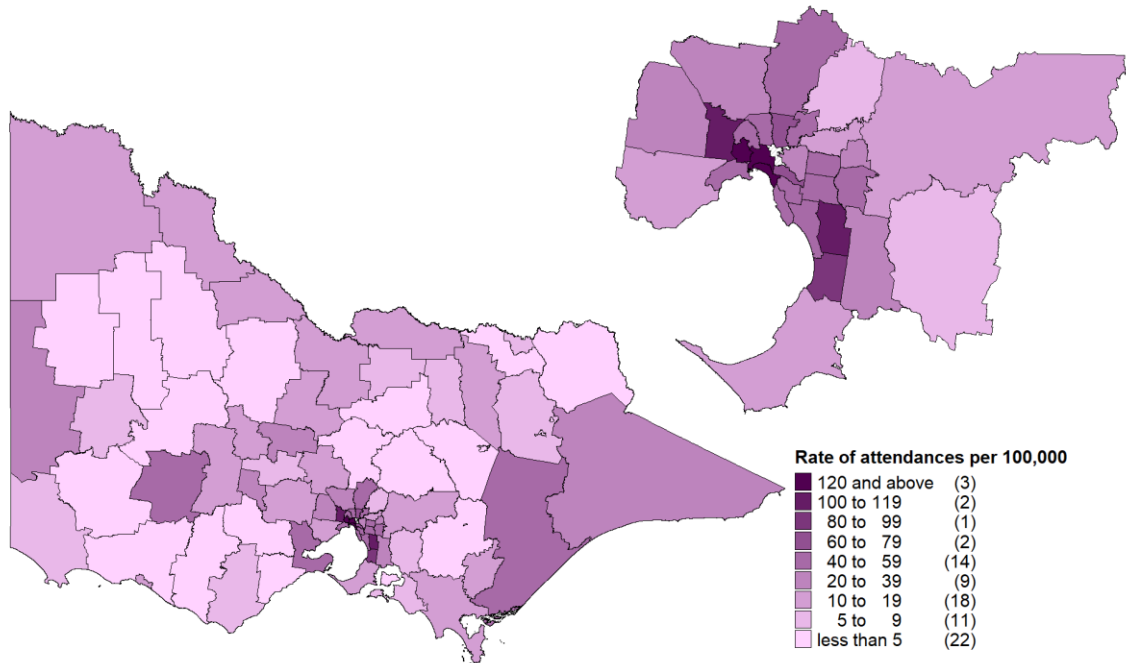 Rate of attendances per 100,000
120 and above (3)
100 to 119 (2)
80 to 99 (1)
60 to 79 (2)
40 to 59 (14)
20 to 39 (9)
10 to 19 (18)
5 to 9 (11)
less than 5 (22)